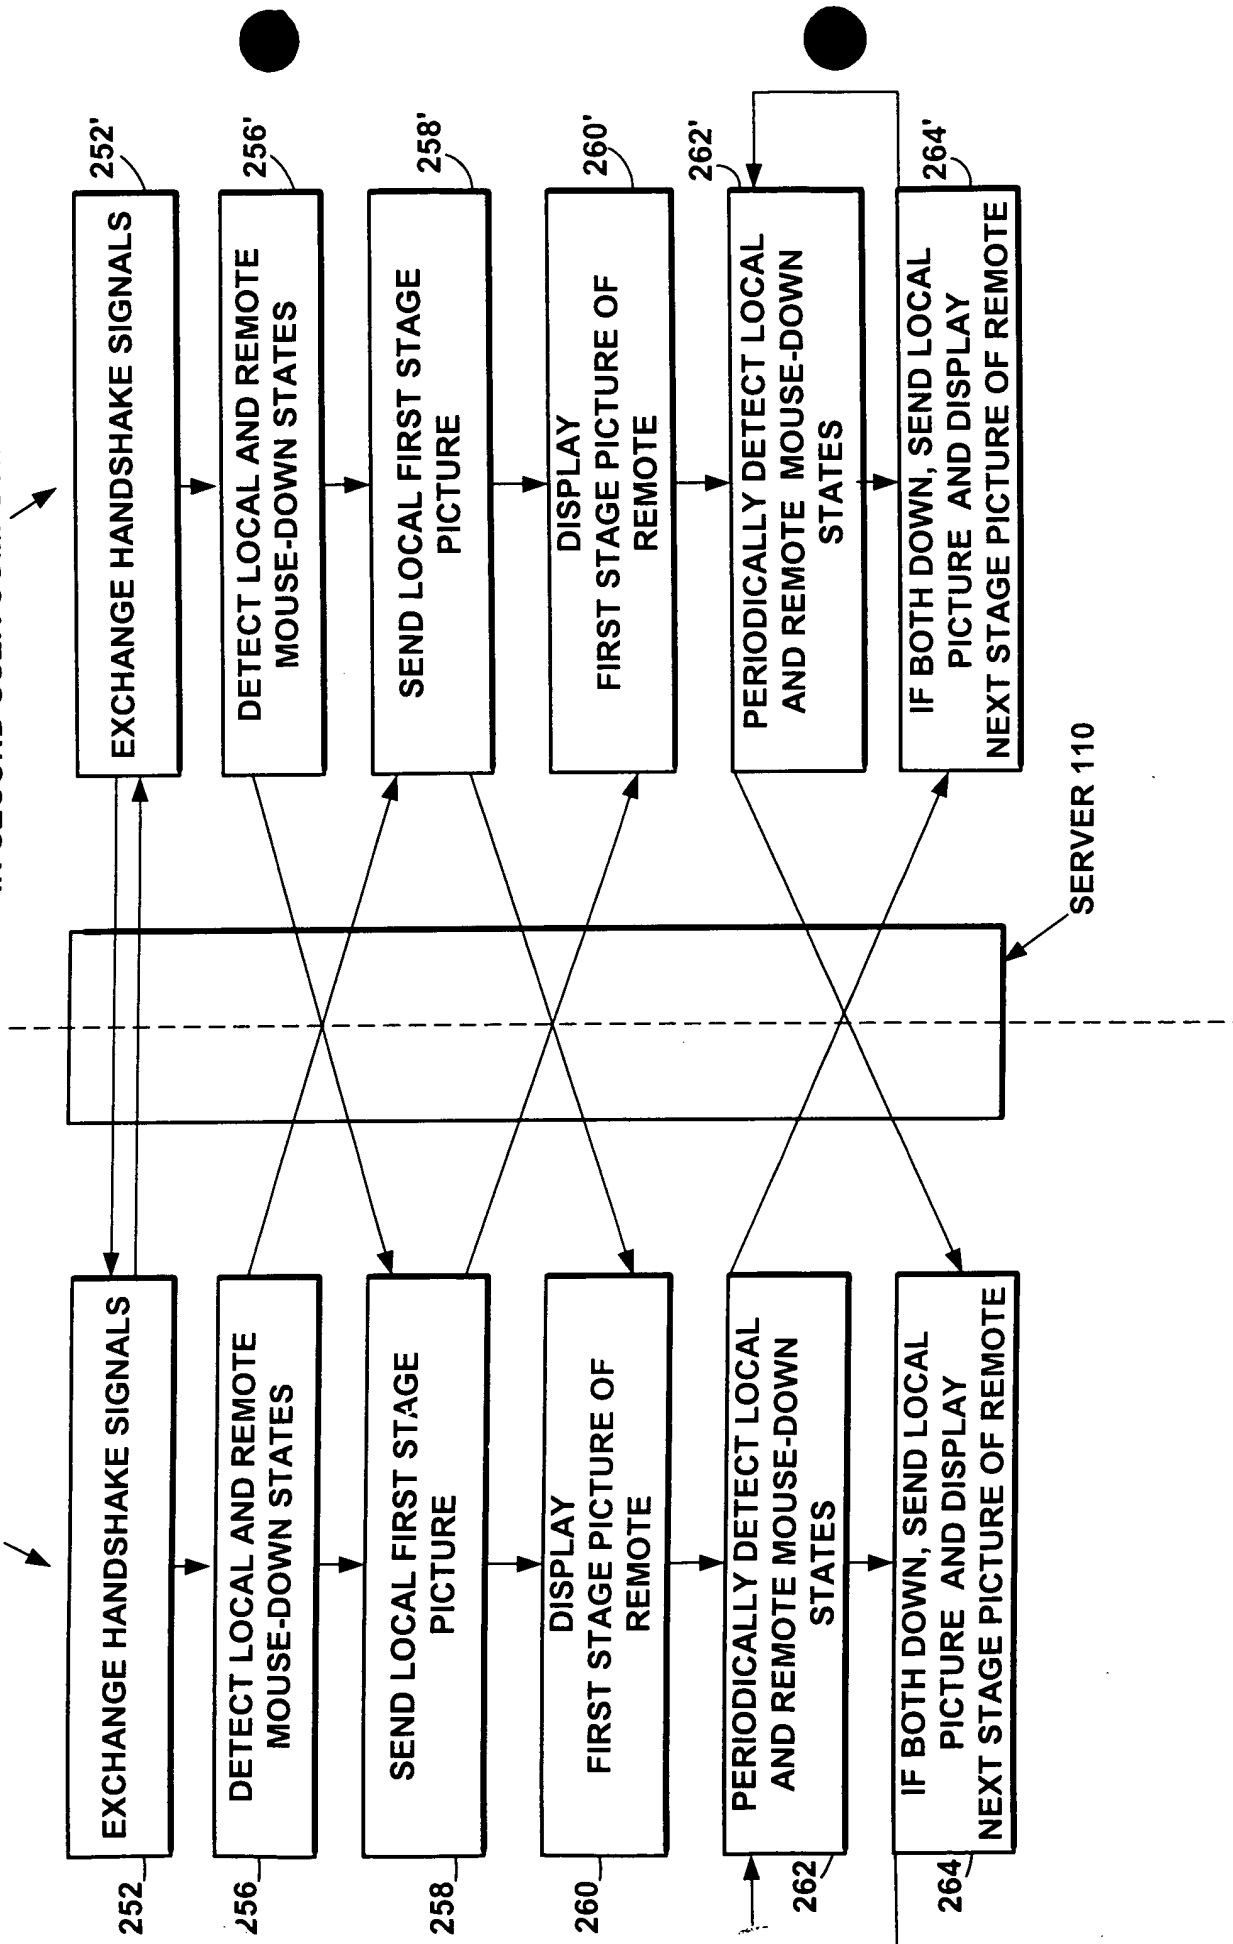 252
EXCHANGE HANDSHAKE SIGNALS
256
DETECT LOCAL AND REMOTE
MOUSE-DOWN STATES
258
SEND LOCAL FIRST STAGE
PICTURE
260
DISPLAY
FIRST STAGE PICTURE OF
REMOTE
262
PERIODICALLY DETECT LOCAL
AND REMOTE MOUSE-DOWN
STATES
264
IF BOTH DOWN, SEND LOCAL
PICTURE AND DISPLAY
NEXT STAGE PICTURE OF REMOTE
SERVER 110
252'
EXCHANGE HANDSHAKE SIGNALS
256'
DETECT LOCAL AND REMOTE
MOUSE-DOWN STATES
258'
SEND LOCAL FIRST STAGE
PICTURE
260'
DISPLAY
FIRST STAGE PICTURE OF
REMOTE
262'
PERIODICALLY DETECT LOCAL
AND REMOTE MOUSE-DOWN
STATES
264'
IF BOTH DOWN, SEND LOCAL
PICTURE AND DISPLAY
NEXT STAGE PICTURE OF REMOTE